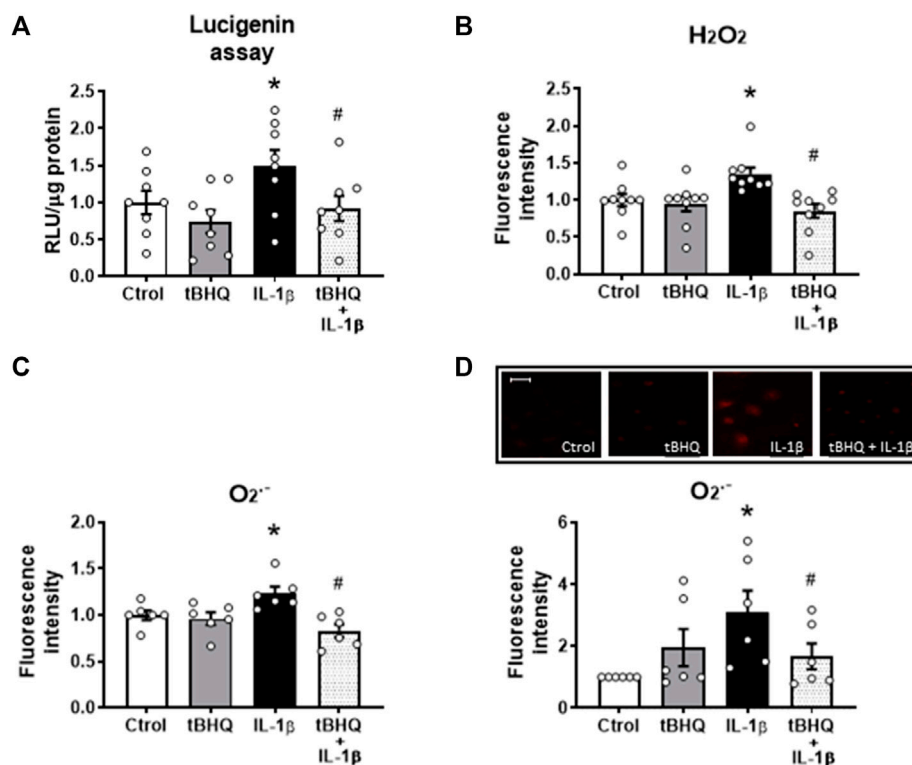 A
Lucigenin
assay
RLU/µg protein
2.5
2.0
1.5
1.0
0.5
0.0
*
#
Ctrol
tBHQ
IL-1β
tBHQ
+
IL-1β
B
H2O2
Fluorescence
intensity
2.5
2.0
1.5
1.0
0.5
0.0
*
#
Ctrol
tBHQ
IL-1β
tBHQ
+
IL-1β
C
O2·-
Fluorescence
intensity
2.0
1.5
1.0
0.5
0.0
*
#
Ctrol
tBHQ
IL-1β
tBHQ
+
IL-1β
D
Ctrol
tBHQ
IL-1β
tBHQ + IL-1β
O2·-
Fluorescence
intensity
6
4
2
0
*
#
Ctrol
tBHQ
IL-1β
tBHQ
+
IL-1β